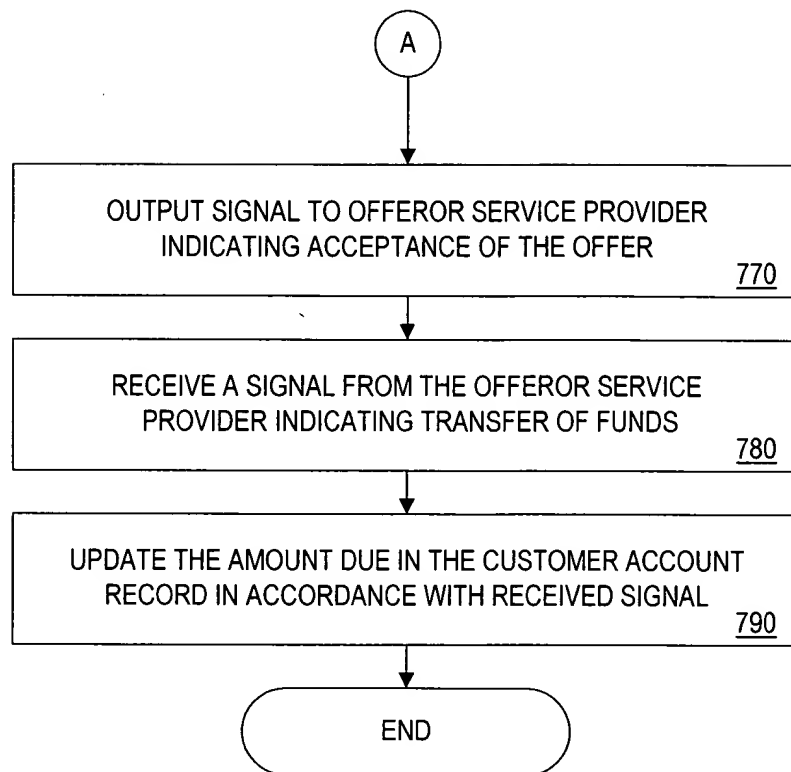 A
OUTPUT SIGNAL TO OFFEROR SERVICE PROVIDER
INDICATING ACCEPTANCE OF THE OFFER
770
RECEIVE A SIGNAL FROM THE OFFEROR SERVICE
PROVIDER INDICATING TRANSFER OF FUNDS
780
UPDATE THE AMOUNT DUE IN THE CUSTOMER ACCOUNT
RECORD IN ACCORDANCE WITH RECEIVED SIGNAL
790
END